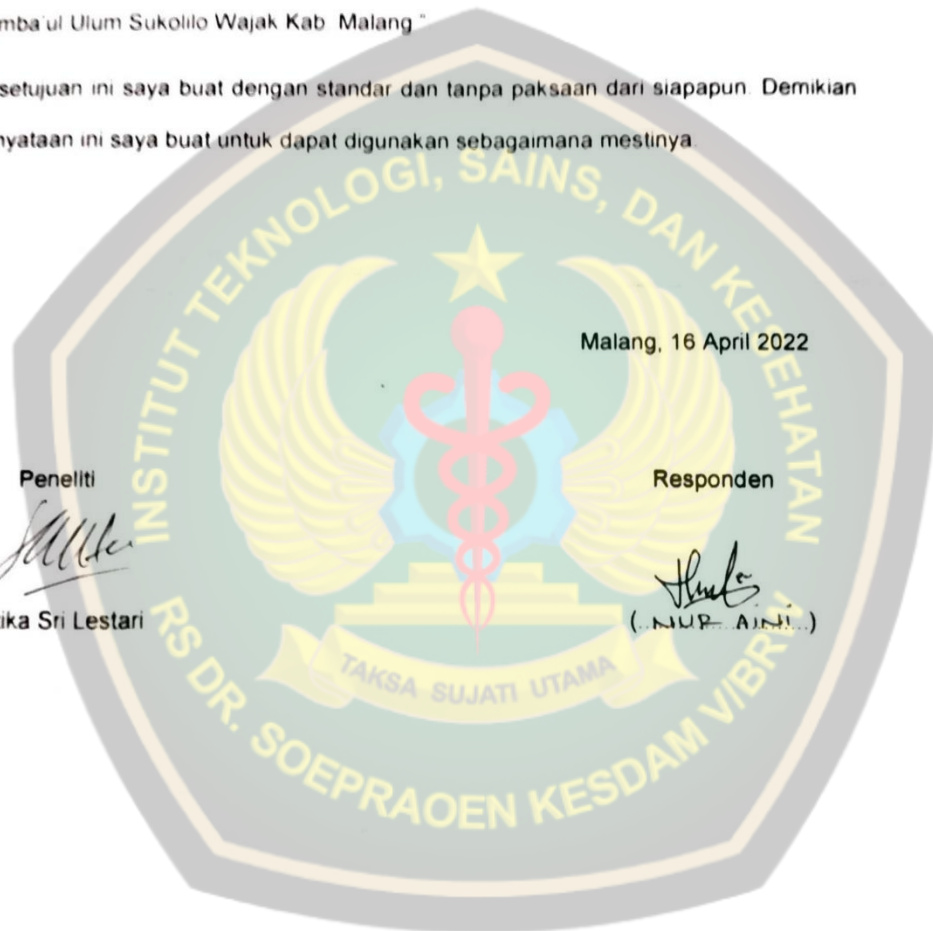 mba'ul Ulum Sukolilo Wajak Kab Malang "
setujuan ini saya buat dengan standar dan tanpa paksaan dari siapapun. Demikian
nyataan ini saya buat untuk dapat digunakan sebagaimana mestinya.
INSTITUT TEKNOLOGI, SAINS, DAN KESEHATAN
Malang, 16 April 2022
Peneliti
Responden
ika Sri Lestari
(..NUR AINI..)
TAKSA SUJATI UTAMA
RS DR. SOEPRAOEN KESDAM V/BRW